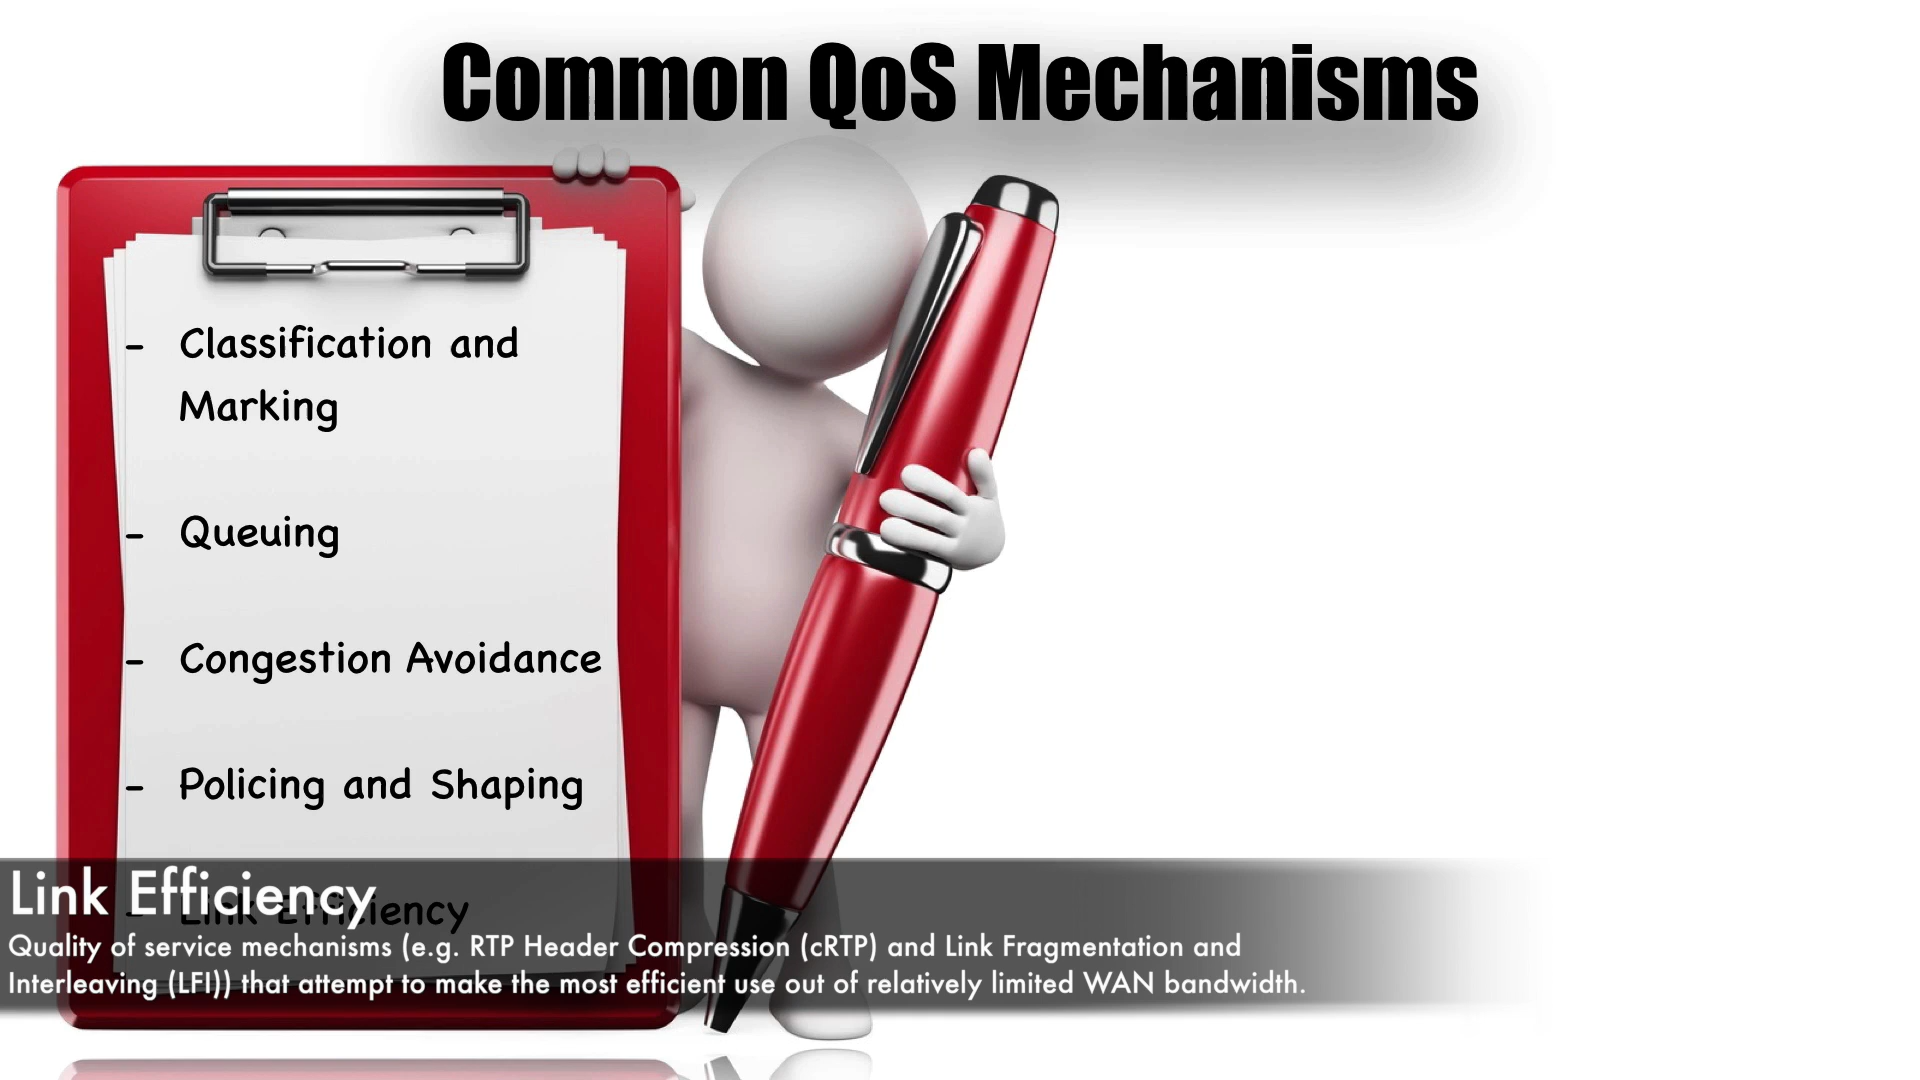 Common QoS Mechanisms
- Classification and
Marking
- Queuing
- Congestion Avoidance
- Policing and Shaping
- Link Efficiency
Link Efficiency
Quality of service mechanisms (e.g. RTP Header Compression (cRTP) and Link Fragmentation and
Interleaving (LFI)) that attempt to make the most efficient use out of relatively limited WAN bandwidth.